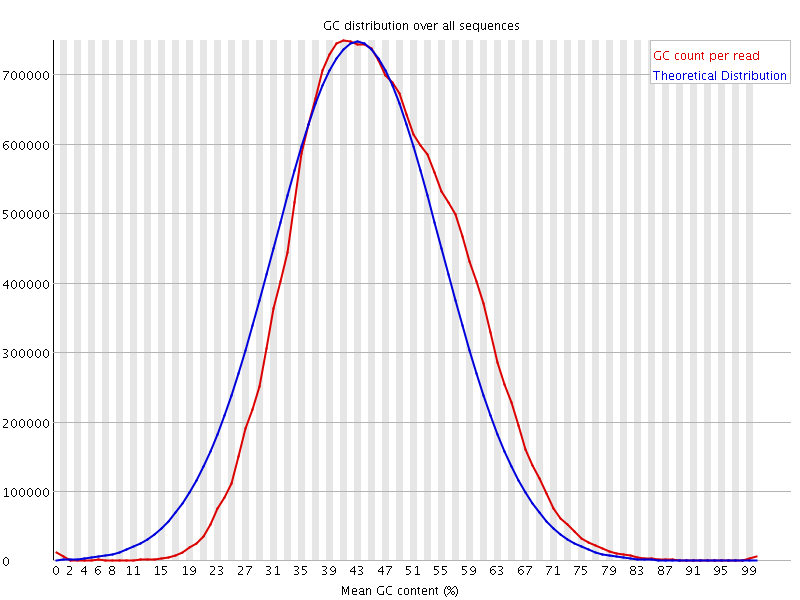 GC distribution over all sequences
GC count per read
Theoretical Distribution
700000
600000
500000
400000
300000
200000
100000
0
0 2 4 6 8 11 15 19 23 27 31 35 39 43 47 51 55 59 63 67 71 75 79 83 87 91 95 99
Mean GC content (%)